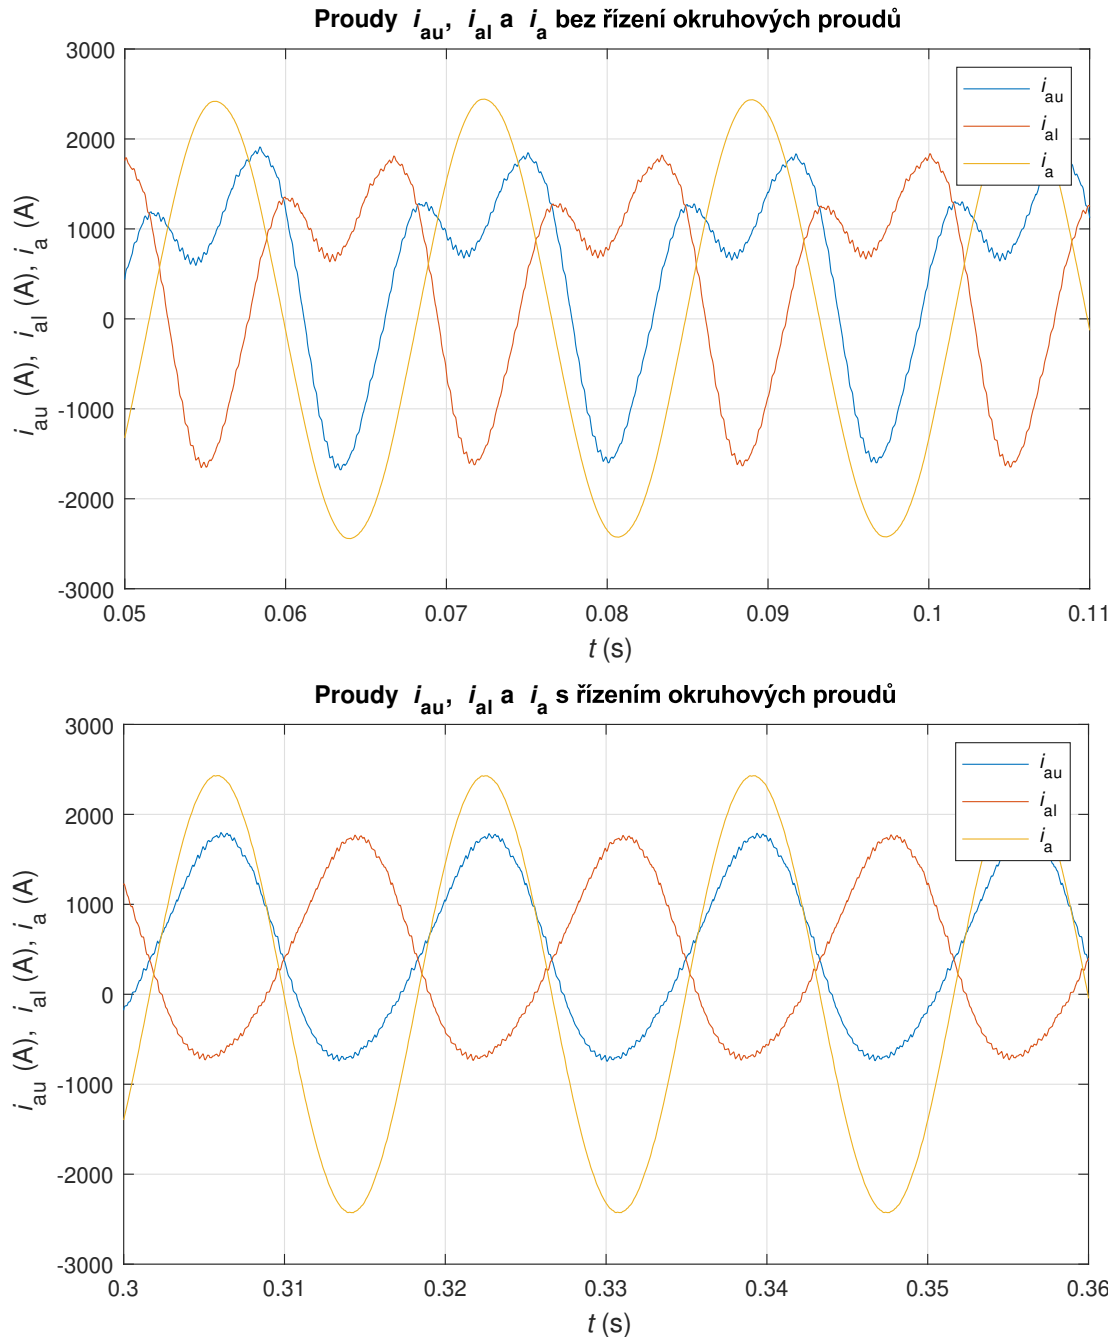 Proudy i_au, i_al a i_a bez řízení okruhových proudů
3000
2000
1000
0
-1000
-2000
-3000
i_au (A), i_al (A), i_a (A)
i_au
i_al
i_a
0.05
0.06
0.07
0.08
0.09
0.1
0.11
t (s)
Proudy i_au, i_al a i_a s řízením okruhových proudů
3000
2000
1000
0
-1000
-2000
-3000
i_au (A), i_al (A), i_a (A)
i_au
i_al
i_a
0.3
0.31
0.32
0.33
0.34
0.35
0.36
t (s)